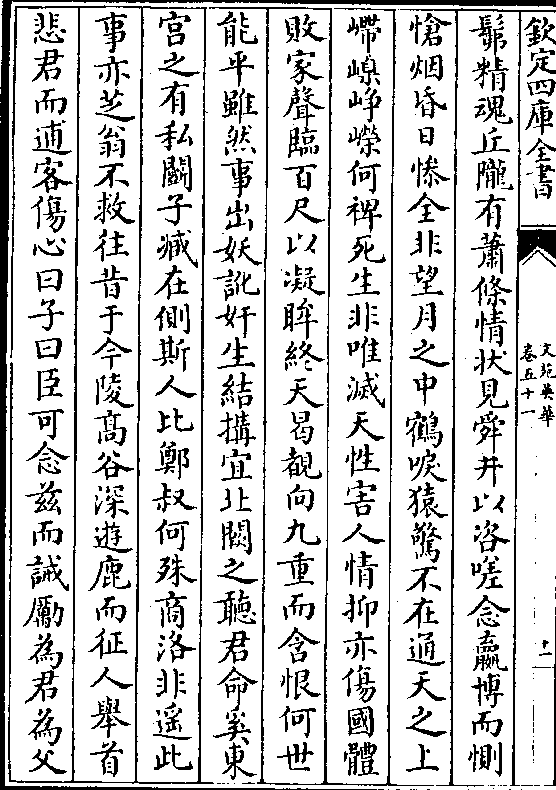 欽定四庫全書
文苑英華
卷五十一
十二
髴精魂丘隴有蕭條情狀見舜井以咨嗟念嬴博而惻
愴烟昏日慘全非望月之中鶴唳猿驚不在通天之上
嵽嵲崢嶸何裨死生非唯滅天性害人情抑亦傷國體
敗家聲臨百尺以凝眸終天曷覩向九重而含恨何世
能平雖然事出妖訛奸生結搆宜北闕之聽君命奚東
宫之有私鬭子臧在側斯人比鄭叔何殊商洛非遥此
事亦芝翁不救往昔于今陵髙谷深遊鹿而征人舉首
悲君而逋客傷心曰子曰臣可念兹而誡勵為君為父